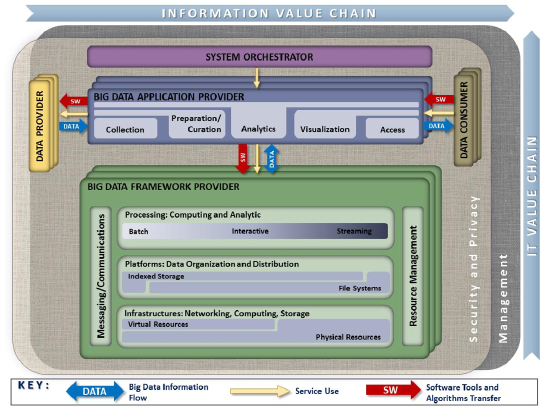 INFORMATION VALUE CHAIN
SYSTEM ORCHESTRATOR
DATA PROVIDER
SW
DATA
BIG DATA APPLICATION PROVIDER
Collection
Preparation/
Curation
Analytics
Visualization
Access
SW
DATA
DATA CONSUMER
SW
DATA
BIG DATA FRAMEWORK PROVIDER
Messaging/Communications
Processing: Computing and Analytic
Batch Interactive Streaming
Platforms: Data Organization and Distribution
Indexed Storage
File Systems
Infrastructures: Networking, Computing, Storage
Virtual Resources
Physical Resources
Resource Management
Security and Privacy
Management
IT VALUE CHAIN
KEY:
DATA
Big Data Information
Flow
Service Use
SW
Software Tools and
Algorithms Transfer